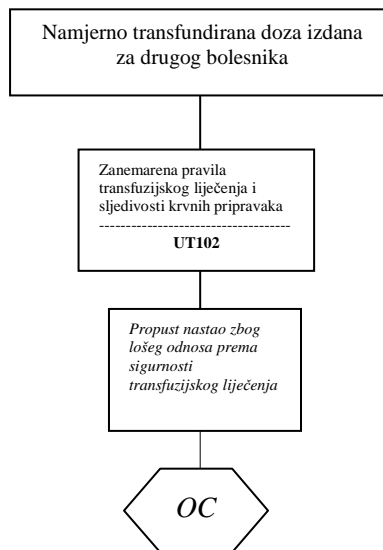 Namjerno transfundirana doza izdana
za drugog bolesnika
Zanemarena pravila
transfuzijskog liječenja i
sljedivosti krvnih pripravaka
-------------------------------------
UT102
Propust nastao zbog
lošeg odnosa prema
sigurnosti
transfuzijskog liječenja
OC